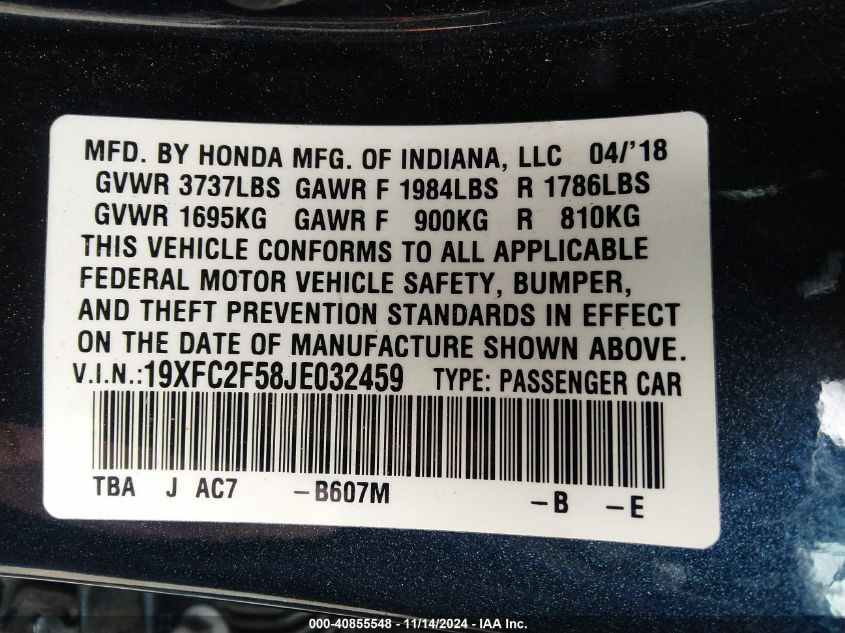 MFD. BY HONDA MFG. OF INDIANA, LLC 04/'18
GVWR 3737LBS GAWR F 1984LBS R 1786LBS
GVWR 1695KG GAWR F 900KG R 810KG
THIS VEHICLE CONFORMS TO ALL APPLICABLE
FEDERAL MOTOR VEHICLE SAFETY, BUMPER,
AND THEFT PREVENTION STANDARDS IN EFFECT
ON THE DATE OF MANUFACTURE SHOWN ABOVE.
V.I.N.:19XFC2F58JE032459 TYPE: PASSENGER CAR
TBA J AC7 -B607M -B -E
000-40855548 - 11/14/2024 - IAA Inc.